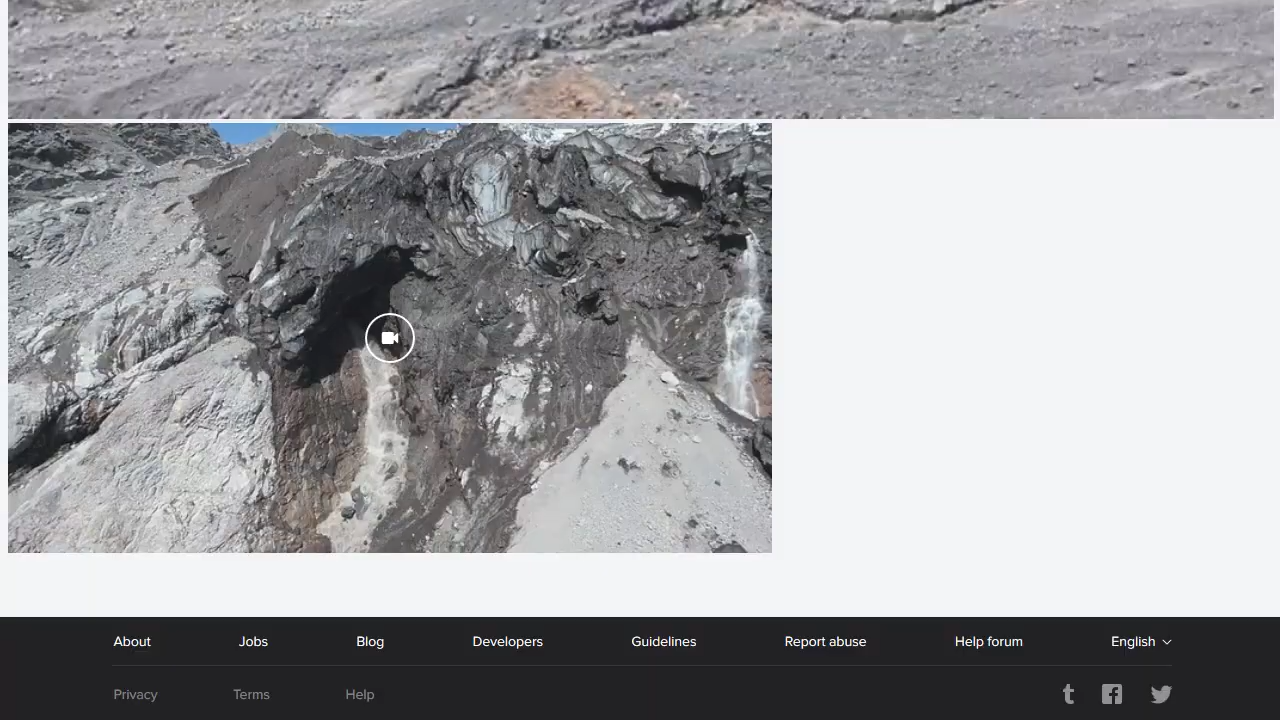 About Jobs Blog Developers Guidelines Report abuse Help forum English
Privacy Terms Help